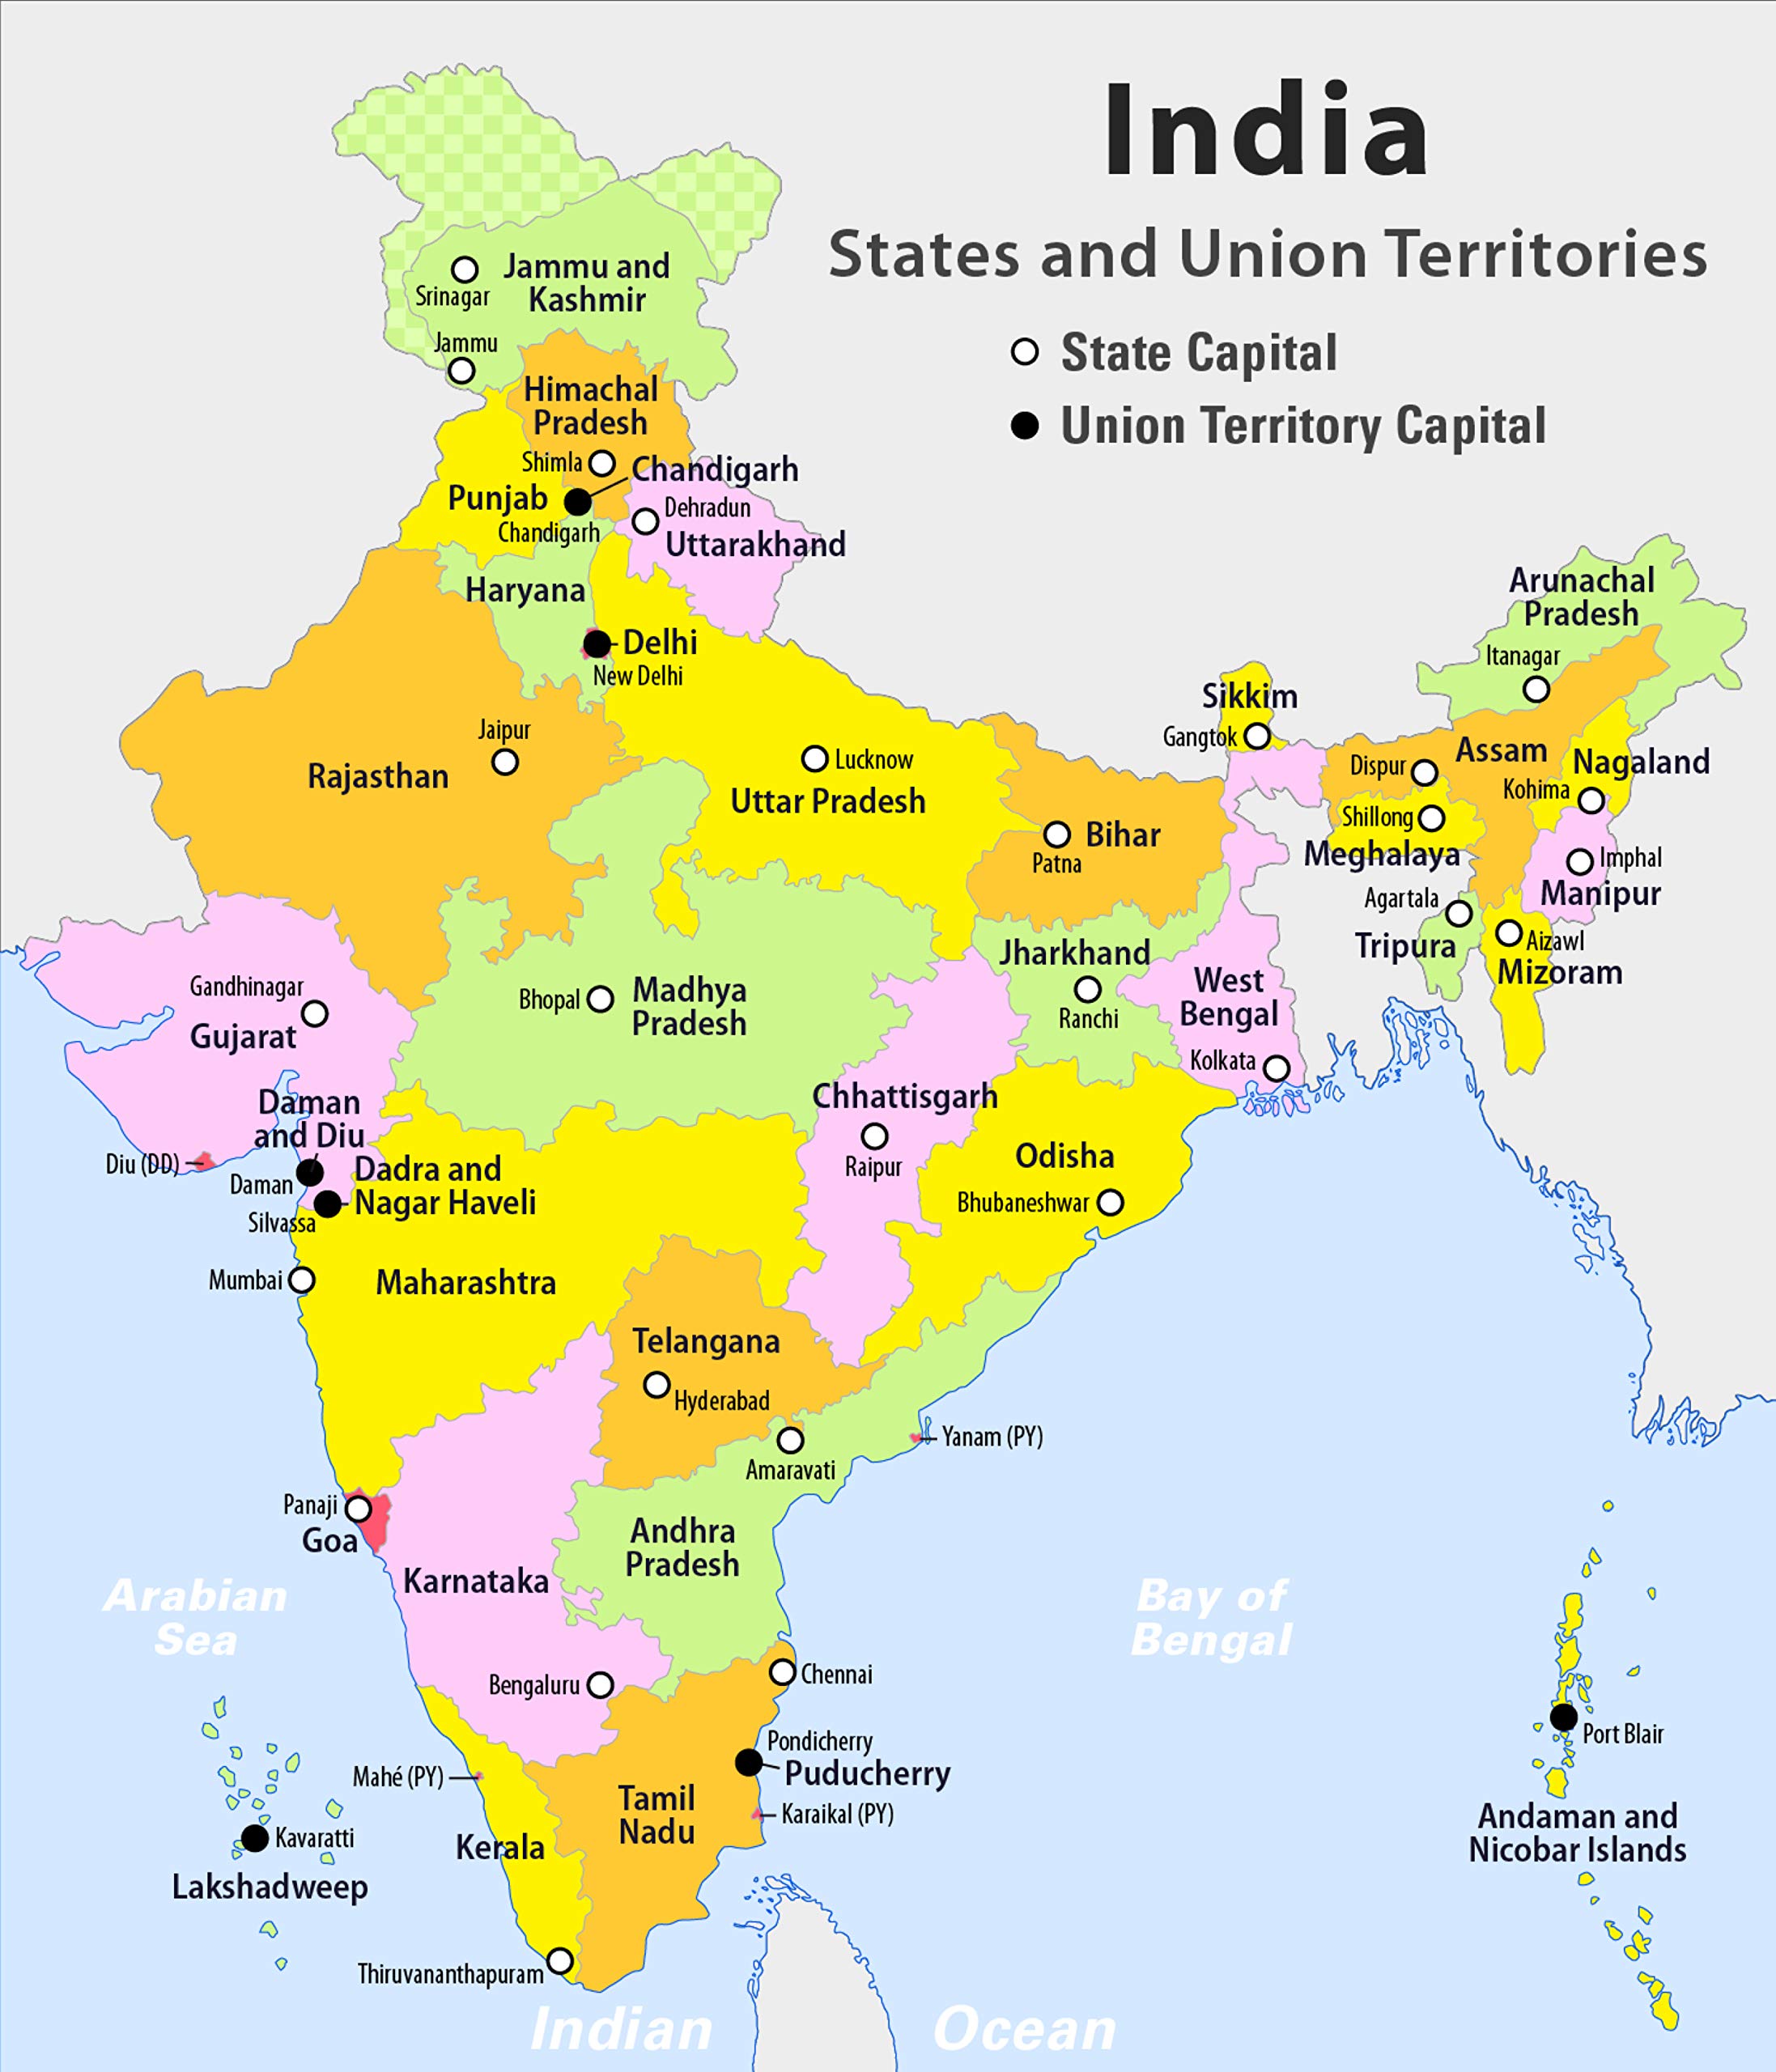 India
States and Union Territories
State Capital
Union Territory Capital
Jammu and
Kashmir
Srinagar
Jammu
Himachal
Pradesh
Shimla
Chandigarh
Punjab
Chandigarh
Dehradun
Uttarakhand
Haryana
Delhi
New Delhi
Arunachal
Pradesh
Itanagar
Sikkim
Gangtok
Jaipur
Rajasthan
Lucknow
Uttar Pradesh
Bihar
Patna
Dispur
Assam
Nagaland
Kohima
Shillong
Meghalaya
Imphal
Manipur
Agartala
Tripura
Aizawl
Mizoram
Gandhinagar
Gujarat
Bhopal
Madhya
Pradesh
Jharkhand
Ranchi
West
Bengal
Kolkata
Daman
and Diu
Diu (DD)
Daman
Dadra and
Nagar Haveli
Silvassa
Chhattisgarh
Raipur
Odisha
Bhubaneshwar
Mumbai
Maharashtra
Telangana
Hyderabad
Amaravati
Yanam (PY)
Panaji
Goa
Andhra
Pradesh
Karnataka
Arabian
Sea
Bay of
Bengal
Bengaluru
Chennai
Pondicherry
Puducherry
Mahé (PY)
Karaikal (PY)
Tamil
Nadu
Kerala
Kavaratti
Lakshadweep
Port Blair
Andaman and
Nicobar Islands
Thiruvananthapuram
Indian Ocean